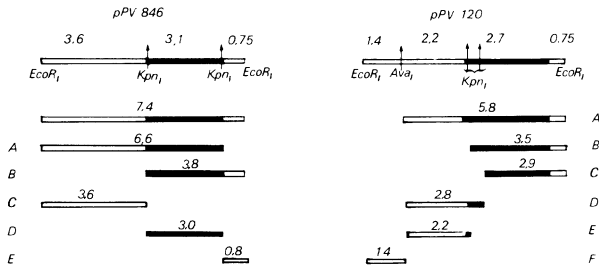 pPV 846
pPV 120
3.6 3,1 0,75
1.4 2,2 2.7 0.75
EcoRI KpnI KpnI EcoRI
EcoRI AvaI KpnI EcoRI
7.4
5.8 A
A 6,6
3.5 B
B 3,8
2.9 C
C 3.6
2.8 D
D 3.0
2.2 E
E 0.8
1 4 F